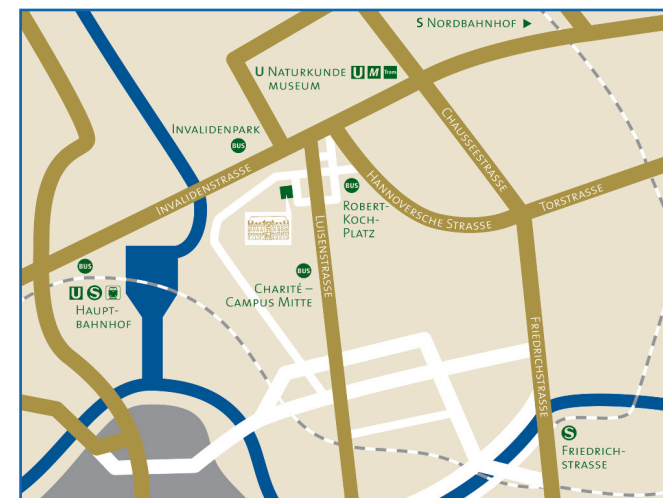 S NORDBAHNHOF ▶
U NATURKUNDE U M Tram
MUSEUM
INVALIDENPARK
BUS
CHAUSSEESTRASSE
INVALIDENSTRASSE
BUS
ROBERT-
KOCH-
PLATZ
HANNOVERSCHE STRASSE
TORSTRASSE
LUISENSTRASSE
BUS
U S
HAUPT-
BAHNHOF
BUS
CHARITÉ –
CAMPUS MITTE
FRIEDRICHSTRASSE
S
FRIEDRICH-
STRASSE